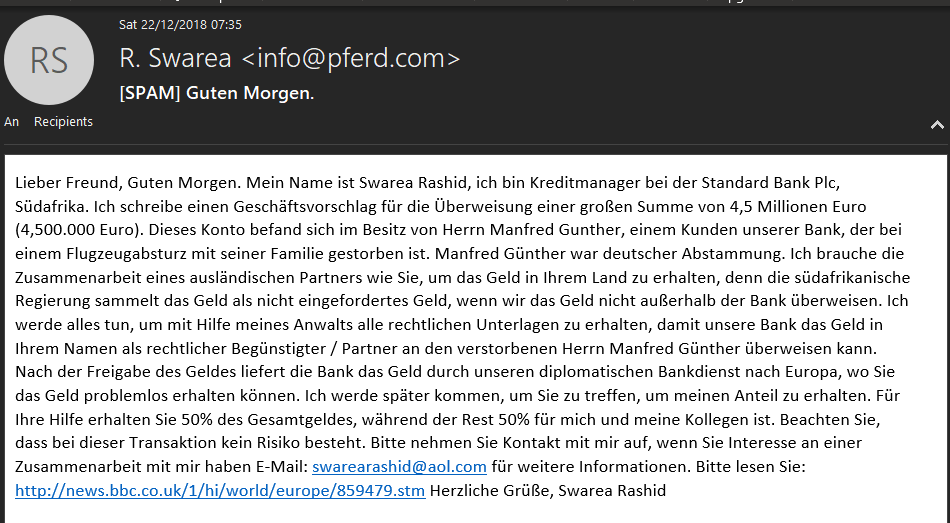 Sat 22/12/2018 07:35
RS
R. Swarea <info@pferd.com>
[SPAM] Guten Morgen.
An Recipients
Lieber Freund, Guten Morgen. Mein Name ist Swarea Rashid, ich bin Kreditmanager bei der Standard Bank Plc,
Südafrika. Ich schreibe einen Geschäftsvorschlag für die Überweisung einer großen Summe von 4,5 Millionen Euro
(4,500.000 Euro). Dieses Konto befand sich im Besitz von Herrn Manfred Gunther, einem Kunden unserer Bank, der bei
einem Flugzeugabsturz mit seiner Familie gestorben ist. Manfred Günther war deutscher Abstammung. Ich brauche die
Zusammenarbeit eines ausländischen Partners wie Sie, um das Geld in Ihrem Land zu erhalten, denn die südafrikanische
Regierung sammelt das Geld als nicht eingefordertes Geld, wenn wir das Geld nicht außerhalb der Bank überweisen. Ich
werde alles tun, um mit Hilfe meines Anwalts alle rechtlichen Unterlagen zu erhalten, damit unsere Bank das Geld in
Ihrem Namen als rechtlicher Begünstigter / Partner an den verstorbenen Herrn Manfred Günther überweisen kann.
Nach der Freigabe des Geldes liefert die Bank das Geld durch unseren diplomatischen Bankdienst nach Europa, wo Sie
das Geld problemlos erhalten können. Ich werde später kommen, um Sie zu treffen, um meinen Anteil zu erhalten. Für
Ihre Hilfe erhalten Sie 50% des Gesamtgeldes, während der Rest 50% für mich und meine Kollegen ist. Beachten Sie,
dass bei dieser Transaktion kein Risiko besteht. Bitte nehmen Sie Kontakt mit mir auf, wenn Sie Interesse an einer
Zusammenarbeit mit mir haben E-Mail: swarearashid@aol.com für weitere Informationen. Bitte lesen Sie:
http://news.bbc.co.uk/1/hi/world/europe/859479.stm Herzliche Grüße, Swarea Rashid